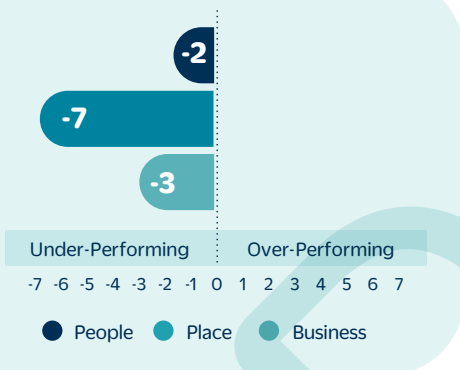 -2
-7
-3
Under-Performing Over-Performing
-7 -6 -5 -4 -3 -2 -1 0 1 2 3 4 5 6 7
People Place Business